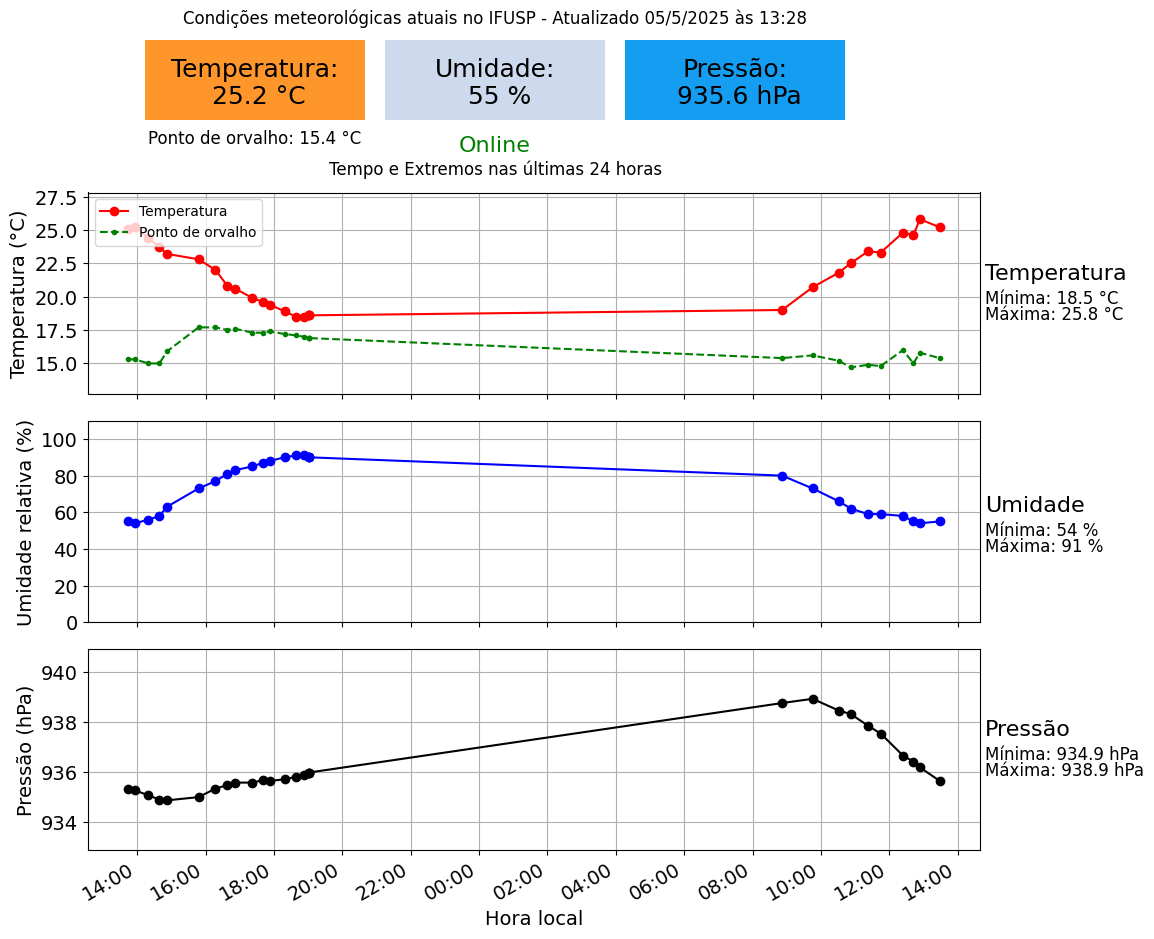 Condições meteorológicas atuais no IFUSP - Atualizado 05/5/2025 às 13:28
Temperatura:
25.2 °C
Umidade:
55 %
Pressão:
935.6 hPa
Ponto de orvalho: 15.4 °C
Online
Tempo e Extremos nas últimas 24 horas
Temperatura (°C)
27.5
25.0
22.5
20.0
17.5
15.0
Temperatura
Ponto de orvalho
Temperatura
Mínima: 18.5 °C
Máxima: 25.8 °C
Umidade relativa (%)
100
80
60
40
20
0
Umidade
Mínima: 54 %
Máxima: 91 %
Pressão (hPa)
940
938
936
934
Pressão
Mínima: 934.9 hPa
Máxima: 938.9 hPa
14:00 16:00 18:00 20:00 22:00 00:00 02:00 04:00 06:00 08:00 10:00 12:00 14:00
Hora local